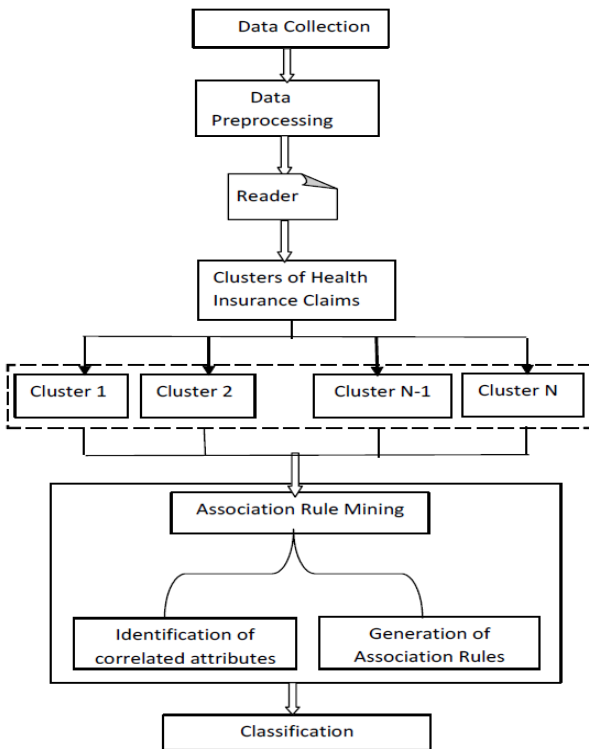 Data Collection
Data
Preprocessing
Reader
Clusters of Health
Insurance Claims
Cluster 1
Cluster 2
Cluster N-1
Cluster N
Association Rule Mining
Identification of
correlated attributes
Generation of
Association Rules
Classification